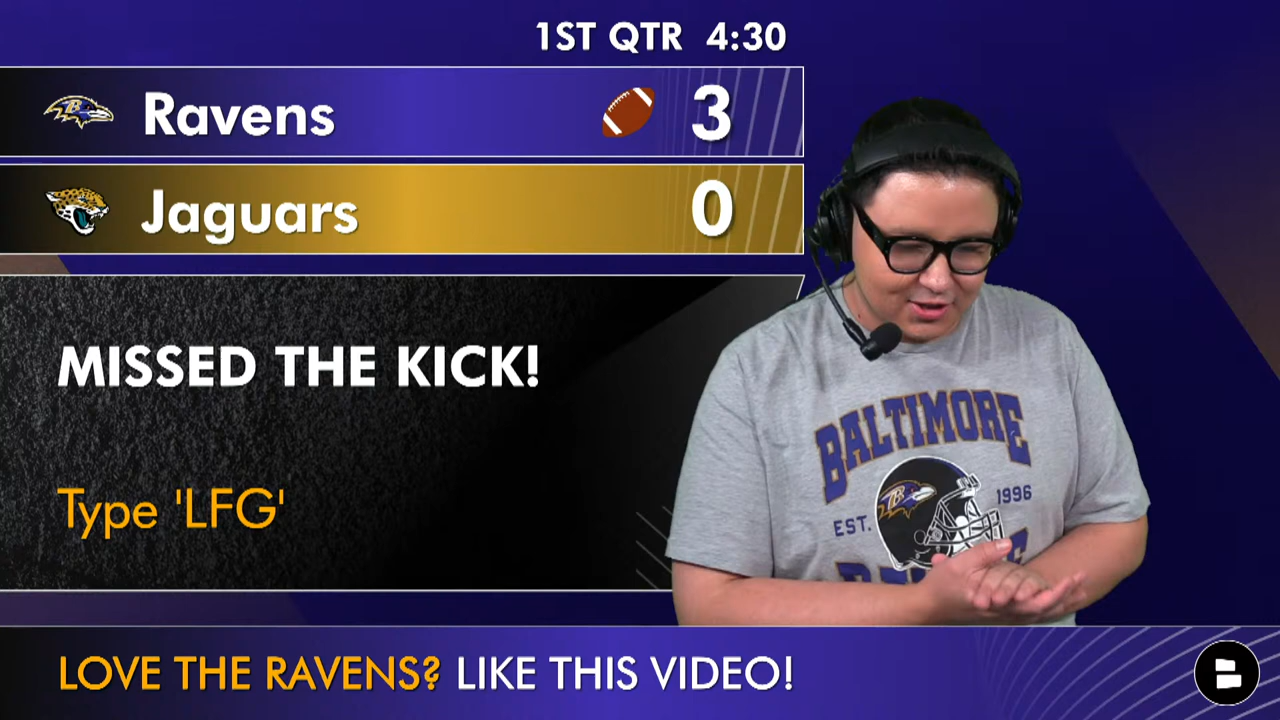 1ST QTR 4:30
Ravens 3
Jaguars 0
MISSED THE KICK!
Type 'LFG'
BALTIMORE
EST. 1996
LOVE THE RAVENS? LIKE THIS VIDEO!